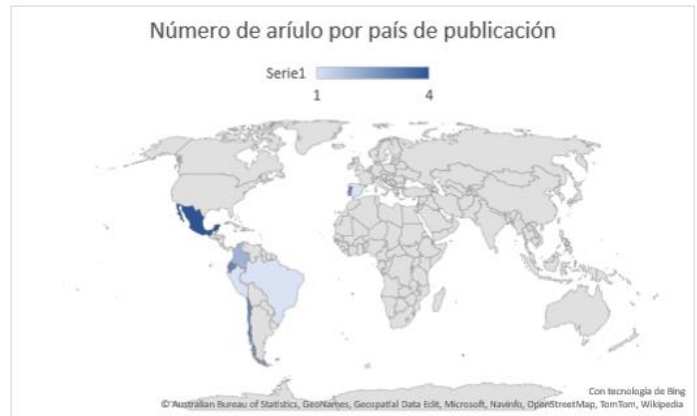 Número de aríulo por país de publicación
Serie1
1 4
Con tecnología de Bing
© Australian Bureau of Statistics, GeoNames, Geospatial Data Edit, Microsoft, Navinfo, OpenStreetMap, TomTom, Wikipedia